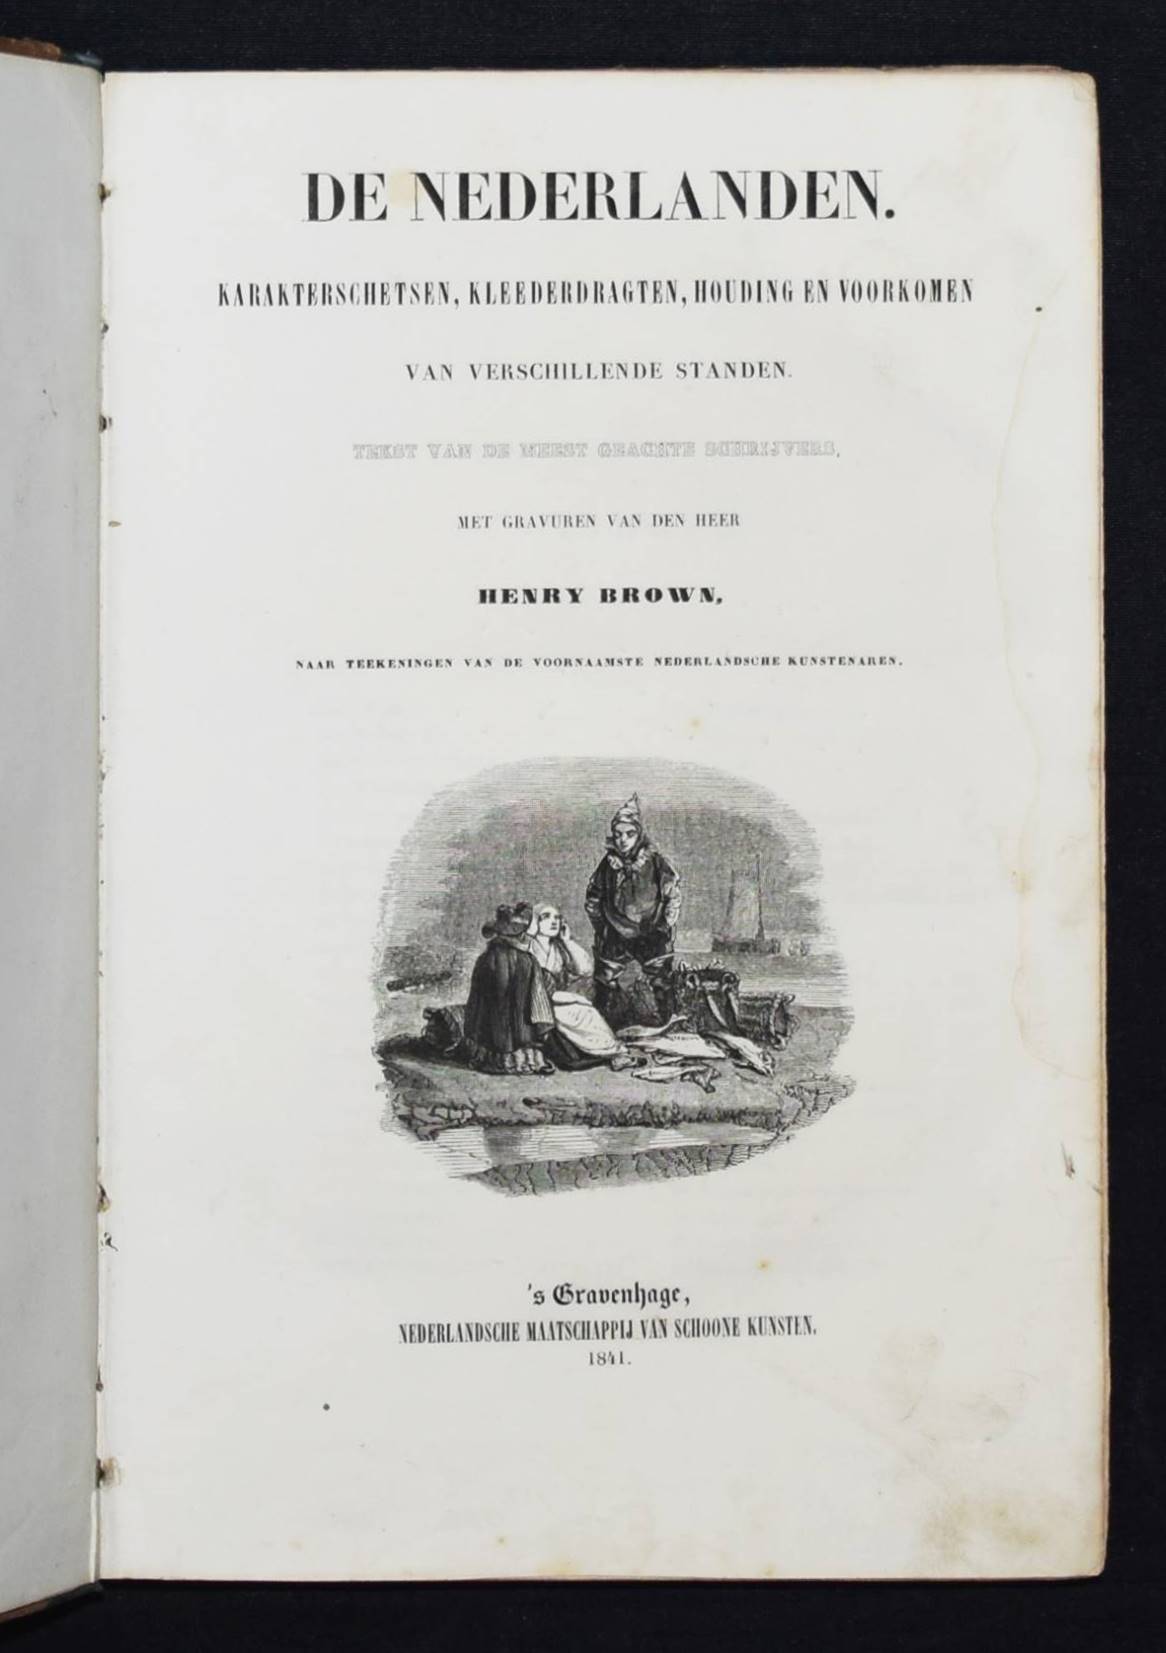 DE NEDERLANDEN.
KARAKTERSCHETSEN, KLEEDERDRAGTEN, HOUDING EN VOORKOMEN
VAN VERSCHILLENDE STANDEN.
TEKST VAN DE MEEST GEACHTE SCHRIJVERS,
MET GRAVUREN VAN DEN HEER
HENRY BROWN,
NAAR TEEKENINGEN VAN DE VOORNAAMSTE NEDERLANDSCHE KUNSTENAREN.
's Gravenhage,
NEDERLANDSCHE MAATSCHAPPIJ VAN SCHOONE KUNSTEN.
1841.